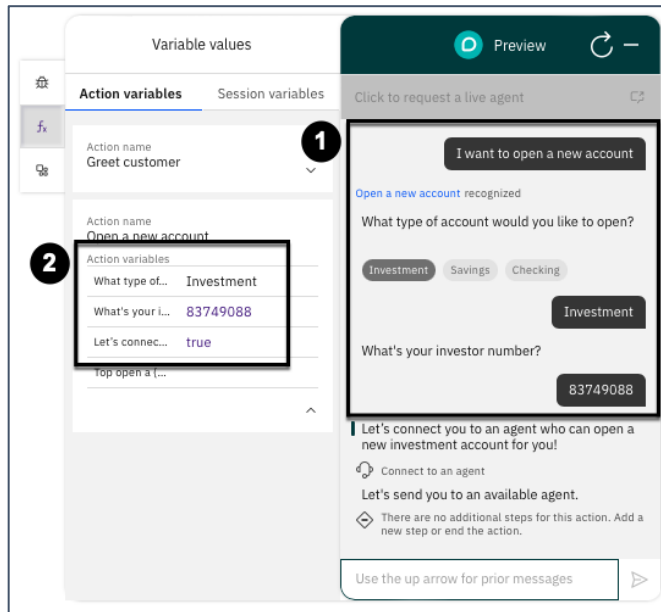 Variable values
Action variables
Session variables
fx
Action name
Greet customer
Action name
Open a new account
Action variables
What type of...
Investment
What's your i...
83749088
Let's connec...
true
Top open a (...
2
1
Preview
Click to request a live agent
I want to open a new account
Open a new account recognized
What type of account would you like to open?
Investment
Savings
Checking
Investment
What's your investor number?
83749088
Let's connect you to an agent who can open a
new investment account for you!
Connect to an agent
Let's send you to an available agent.
There are no additional steps for this action. Add a
new step or end the action.
Use the up arrow for prior messages